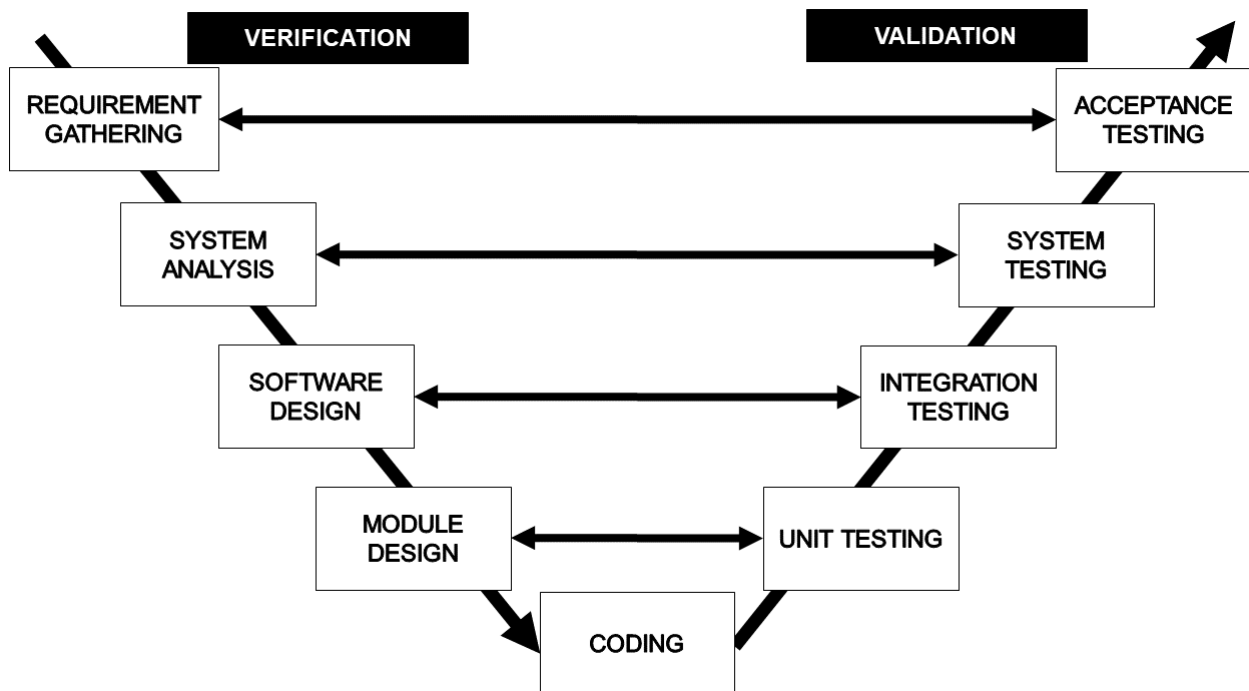 VERIFICATION
VALIDATION
REQUIREMENT
GATHERING
ACCEPTANCE
TESTING
SYSTEM
ANALYSIS
SYSTEM
TESTING
SOFTWARE
DESIGN
INTEGRATION
TESTING
MODULE
DESIGN
UNIT TESTING
CODING